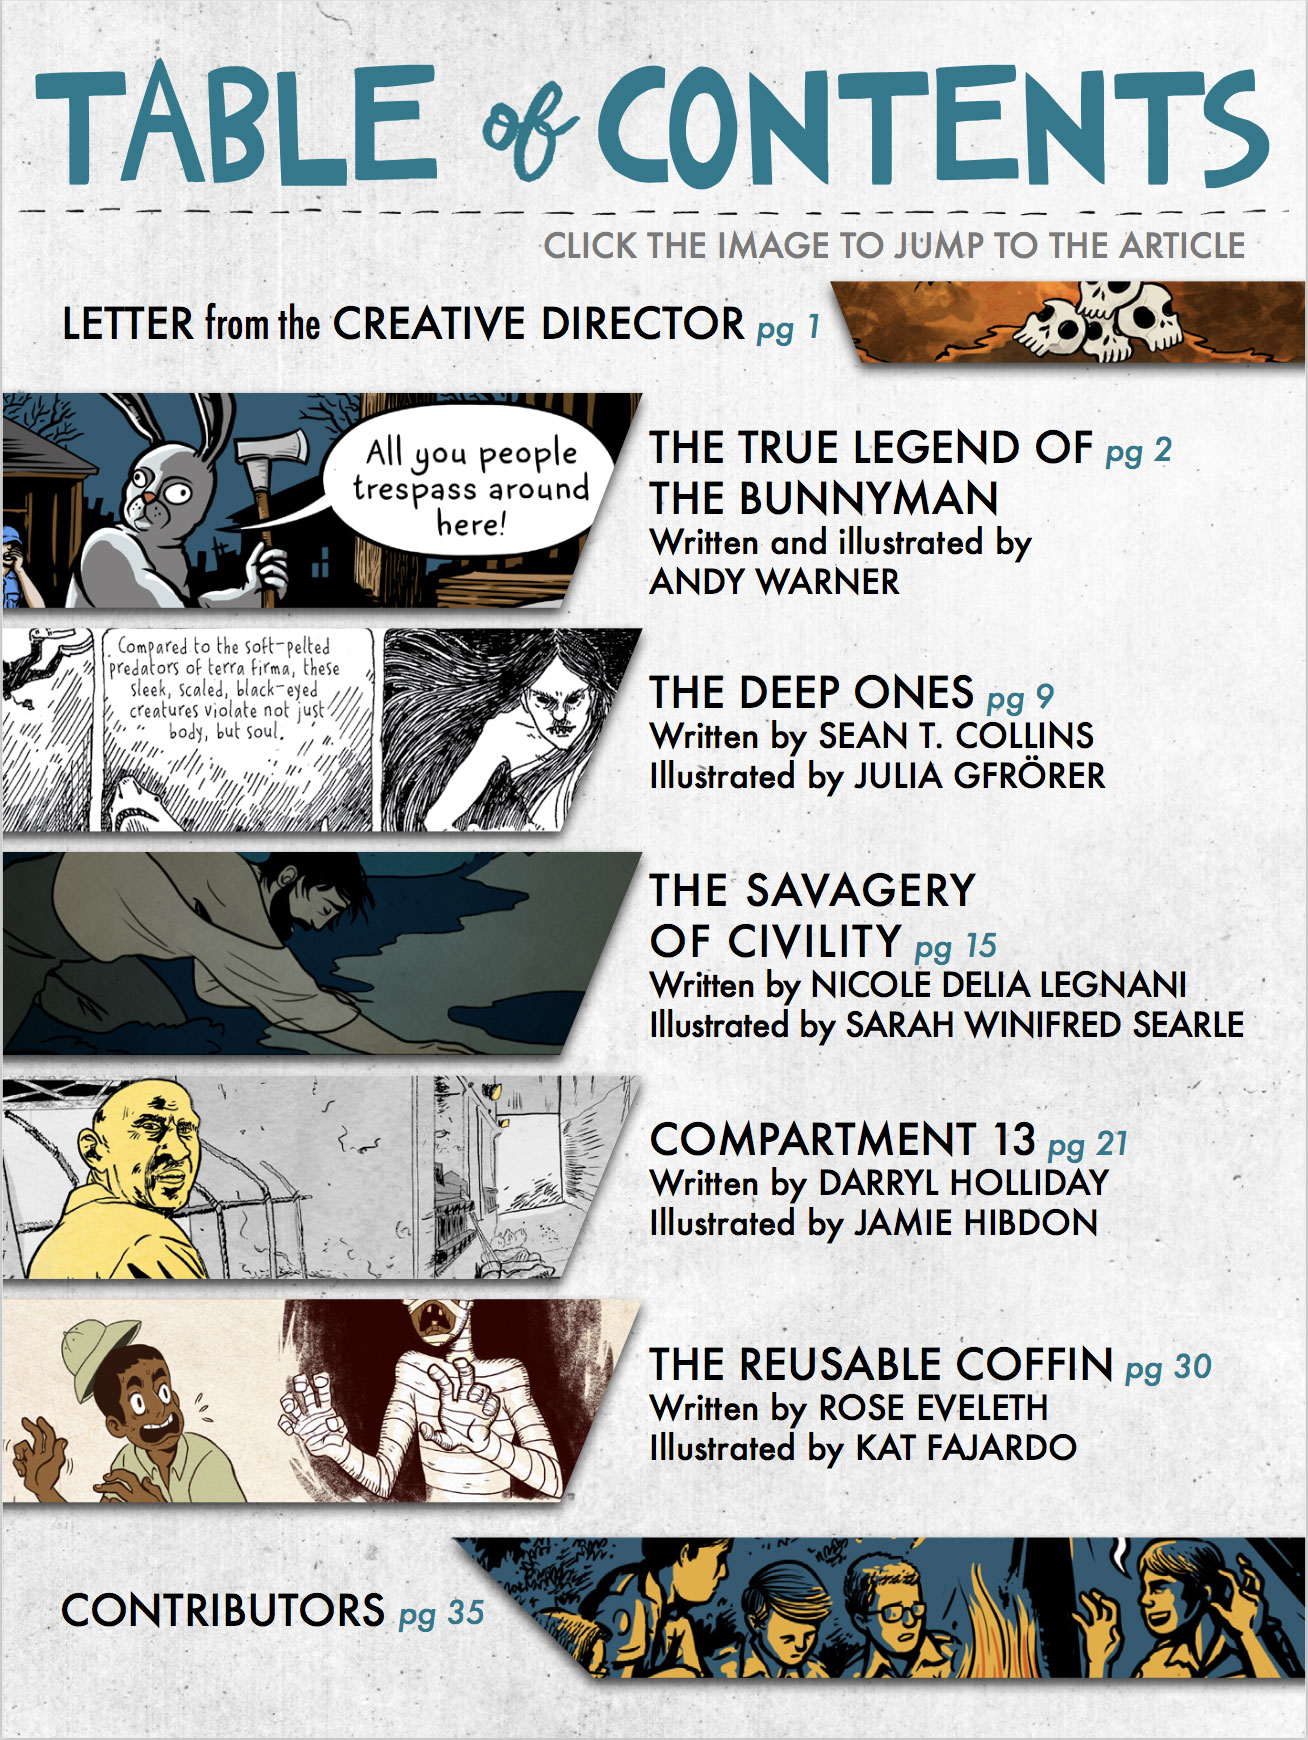 TABLE of CONTENTS
CLICK THE IMAGE TO JUMP TO THE ARTICLE
LETTER from the CREATIVE DIRECTOR pg 1
All you people
trespass around
here!
THE TRUE LEGEND OF pg 2
THE BUNNYMAN
Written and illustrated by
ANDY WARNER
Compared to the soft-pelted
predators of terra firma, these
sleek, scaled, black-eyed
creatures violate not just
body, but soul.
THE DEEP ONES pg 9
Written by SEAN T. COLLINS
Illustrated by JULIA GFRÖRER
THE SAVAGERY
OF CIVILITY pg 15
Written by NICOLE DELIA LEGNANI
Illustrated by SARAH WINIFRED SEARLE
COMPARTMENT 13 pg 21
Written by DARRYL HOLLIDAY
Illustrated by JAMIE HIBDON
THE REUSABLE COFFIN pg 30
Written by ROSE EVELETH
Illustrated by KAT FAJARDO
CONTRIBUTORS pg 35